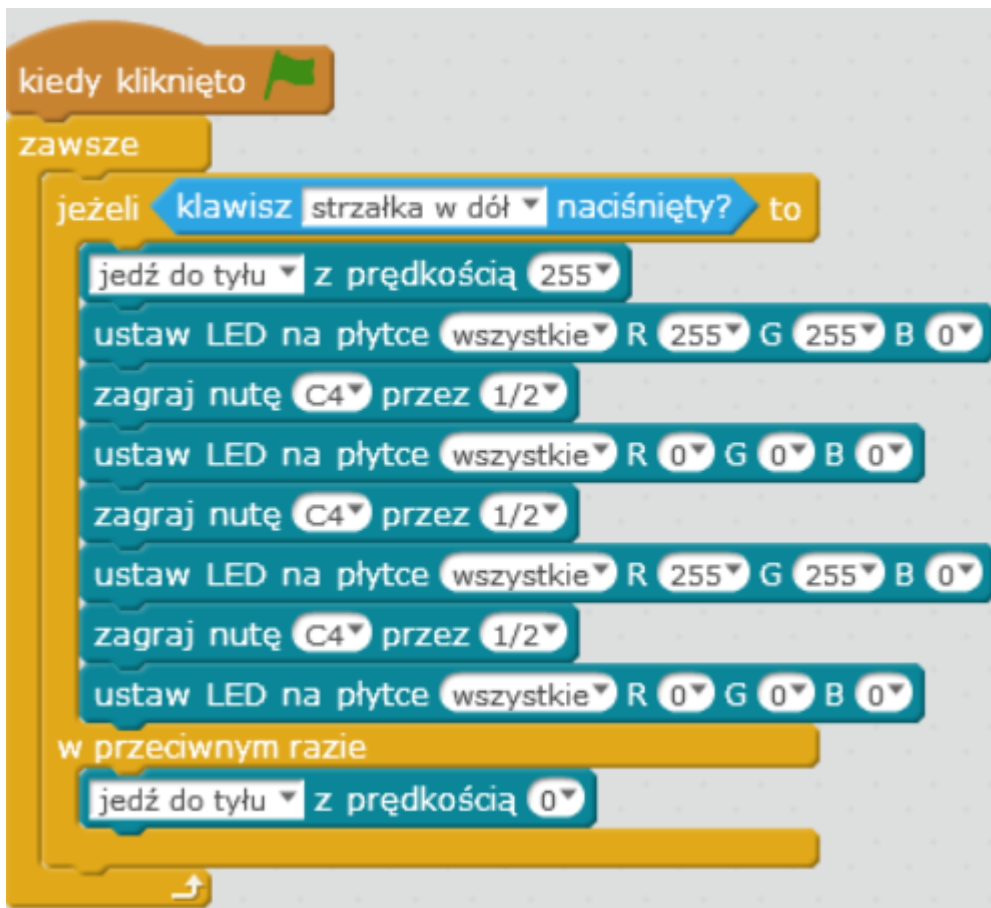 kiedy kliknięto
zawsze
jeżeli klawisz strzałka w dół naciśnięty? to
jedź do tyłu z prędkością 255
ustaw LED na płytce wszystkie R 255 G 255 B 0
zagraj nutę C4 przez 1/2
ustaw LED na płytce wszystkie R 0 G 0 B 0
zagraj nutę C4 przez 1/2
ustaw LED na płytce wszystkie R 255 G 255 B 0
zagraj nutę C4 przez 1/2
ustaw LED na płytce wszystkie R 0 G 0 B 0
w przeciwnym razie
jedź do tyłu z prędkością 0